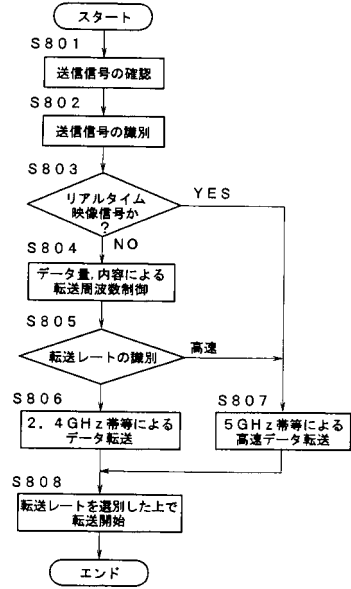 スタート
S801
送信信号の確認
S802
送信信号の識別
S803
リアルタイム
映像信号か
?
YES
NO
S804
データ量,内容による
転送周波数制御
S805
転送レートの識別
高速
S806
2.4GHz帯等による
データ転送
S807
5GHz帯等による
高速データ転送
S808
転送レートを選別した上で
転送開始
エンド